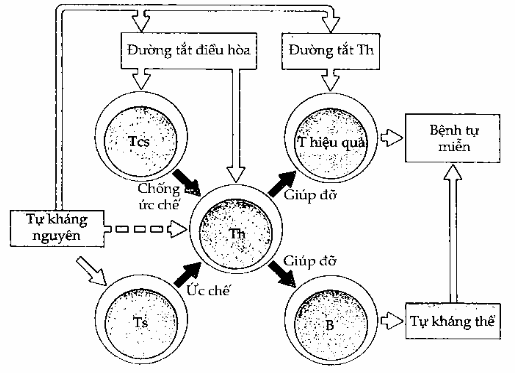 Đường tắt điều hòa
Đường tắt Th
Tcs
T hiệu quả
Bệnh tự
miễn
Chống
ức chế
Giúp đỡ
Tự kháng
nguyên
Th
Ức chế
Giúp đỡ
Ts
B
Tự kháng thể